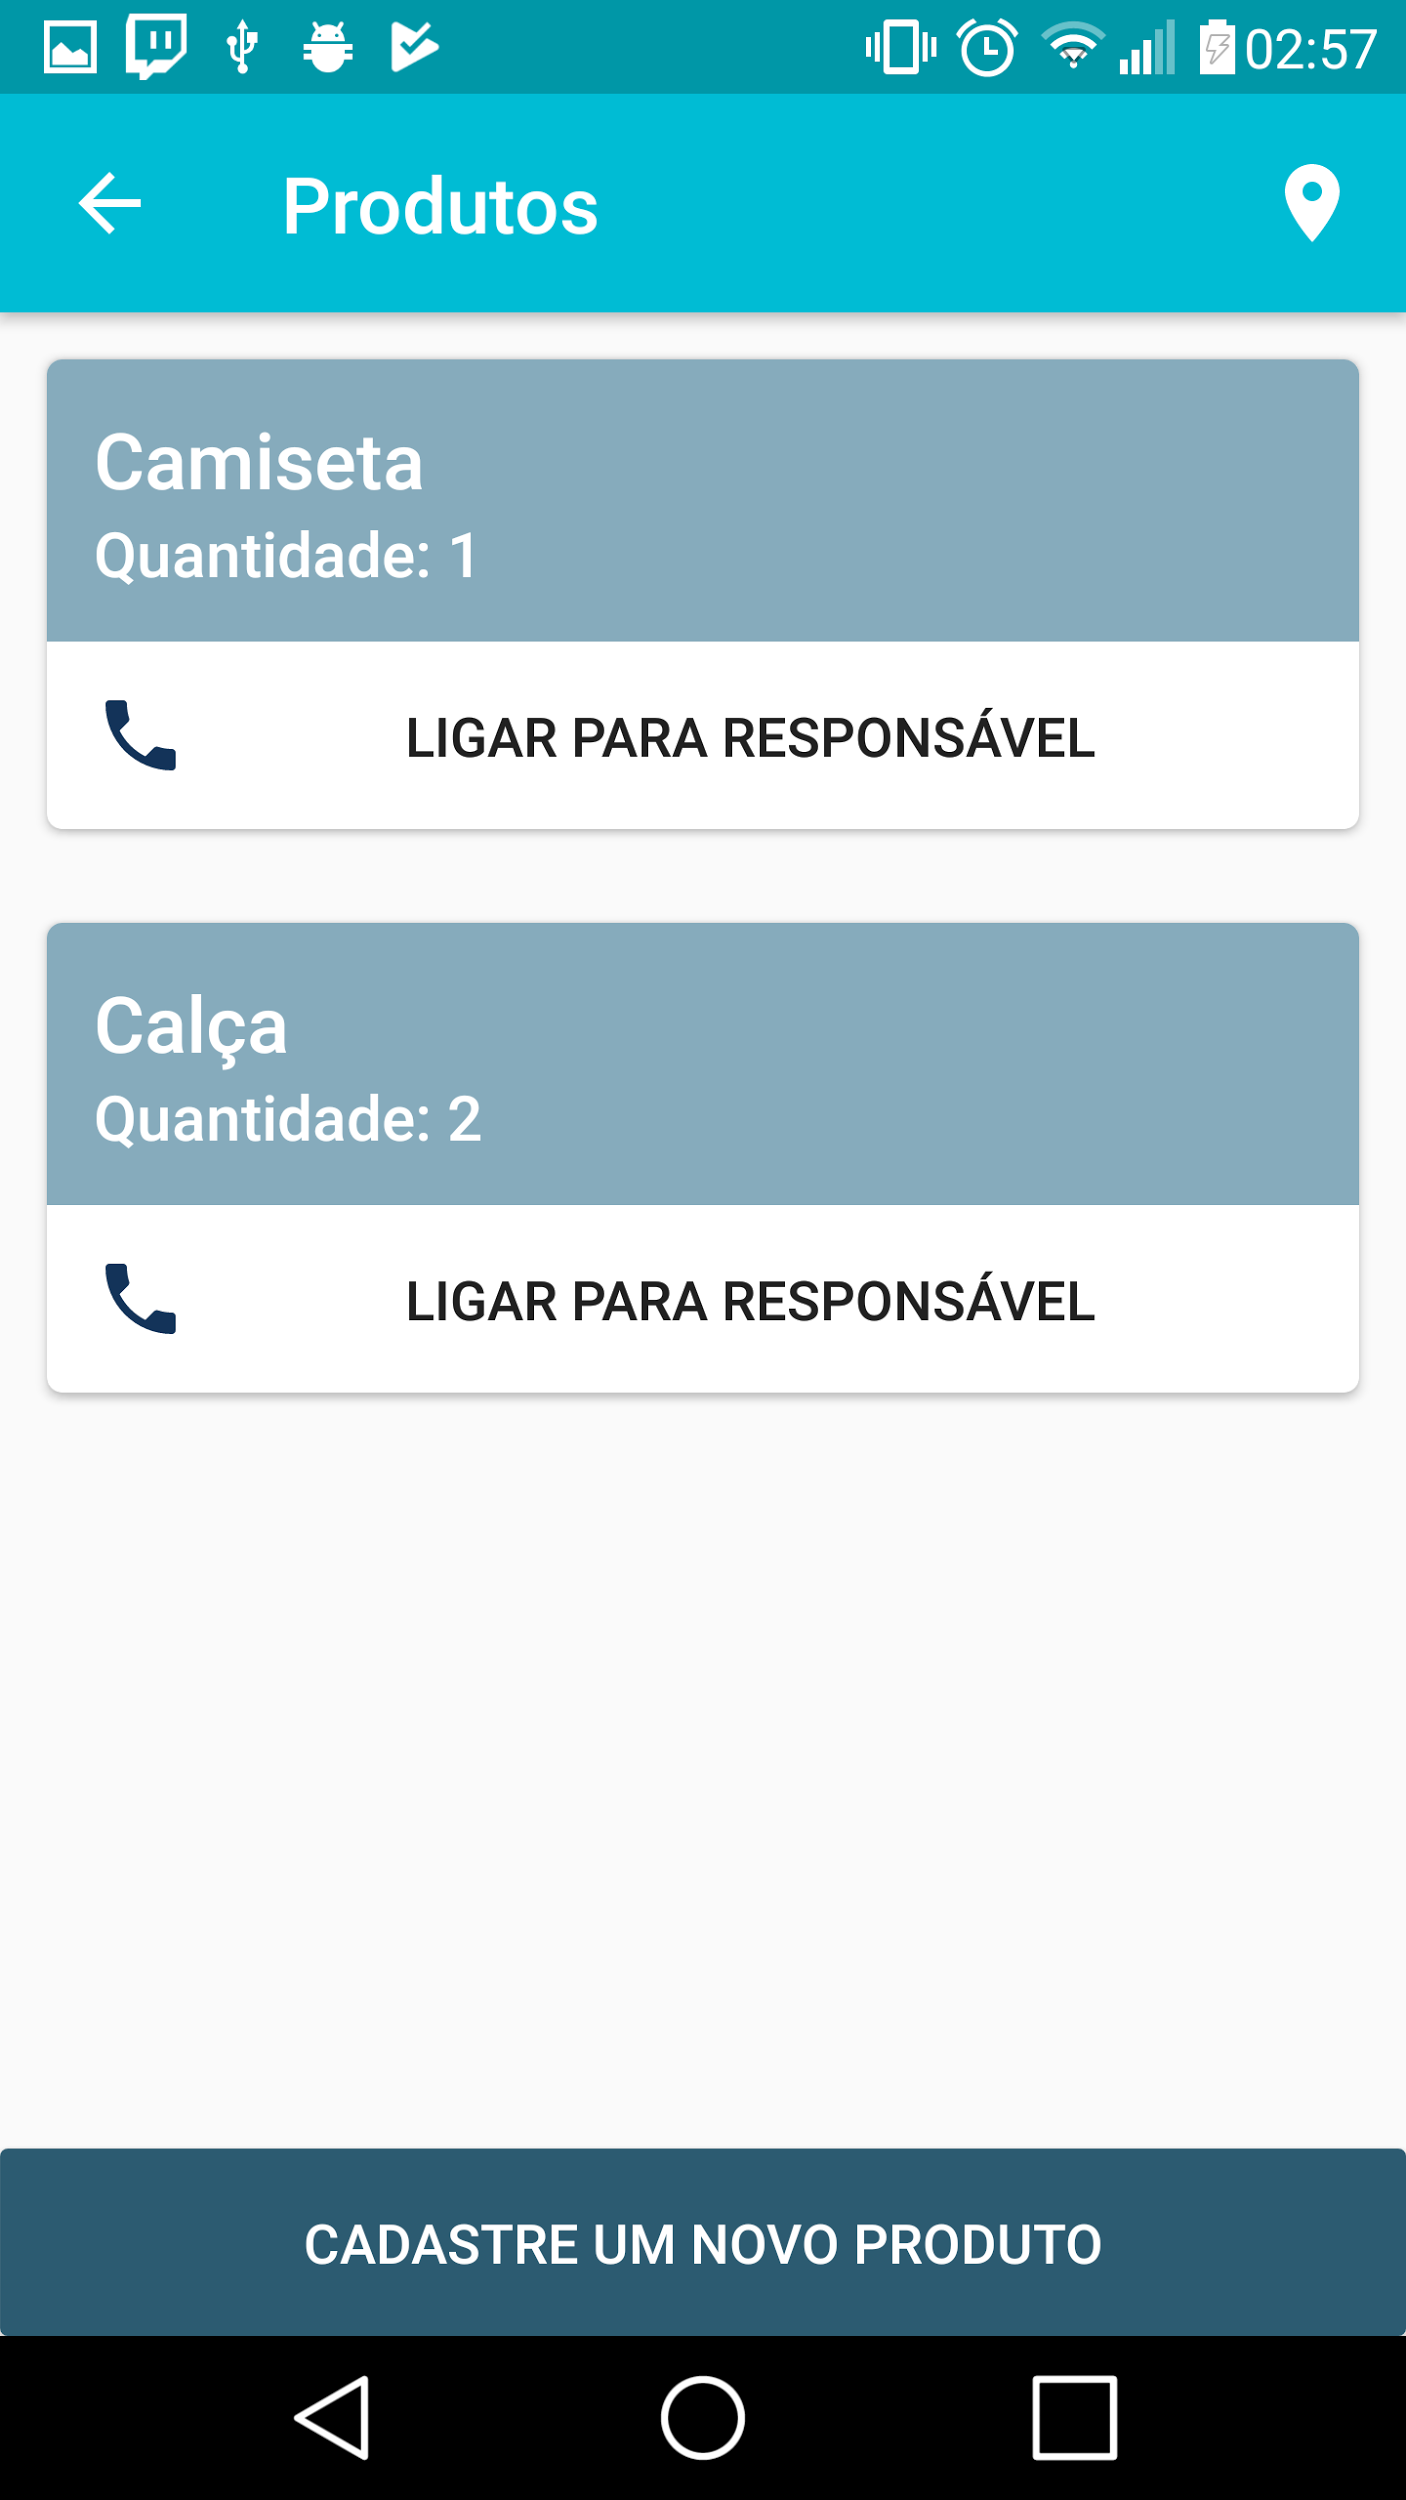 02:57
Produtos
Camiseta
Quantidade: 1
LIGAR PARA RESPONSÁVEL
Calça
Quantidade: 2
LIGAR PARA RESPONSÁVEL
CADASTRE UM NOVO PRODUTO